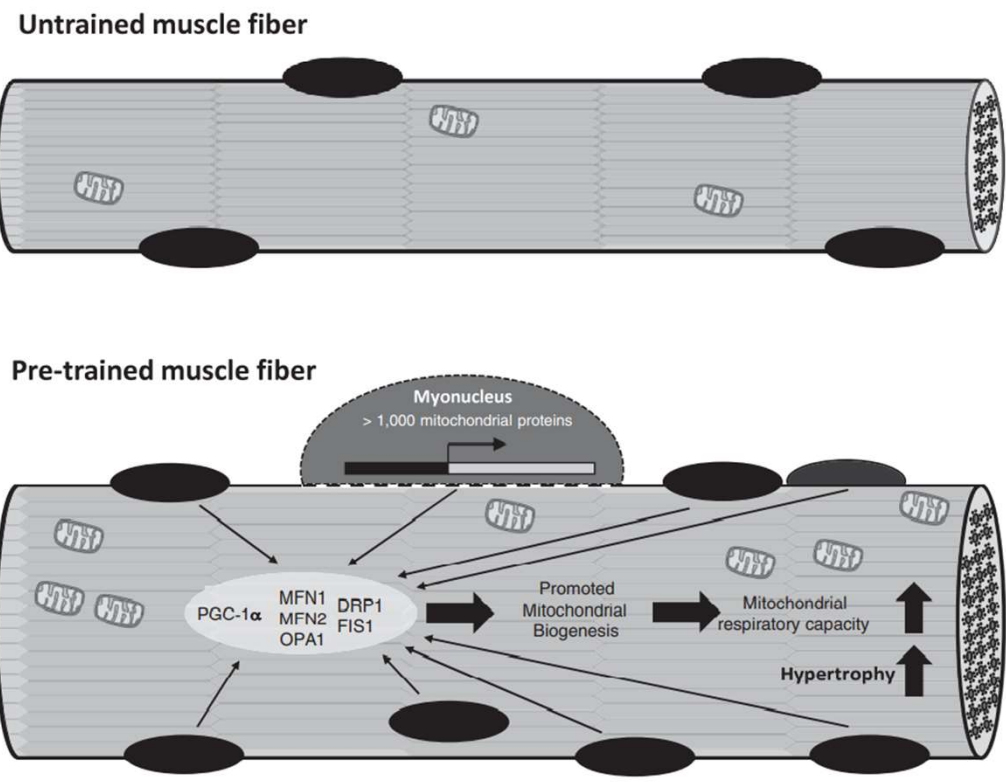 Untrained muscle fiber
Pre-trained muscle fiber
Myonucleus
> 1,000 mitochondrial proteins
PGC-1α
MFN1
MFN2
OPA1
DRP1
FIS1
Promoted
Mitochondrial
Biogenesis
Mitochondrial
respiratory capacity
Hypertrophy